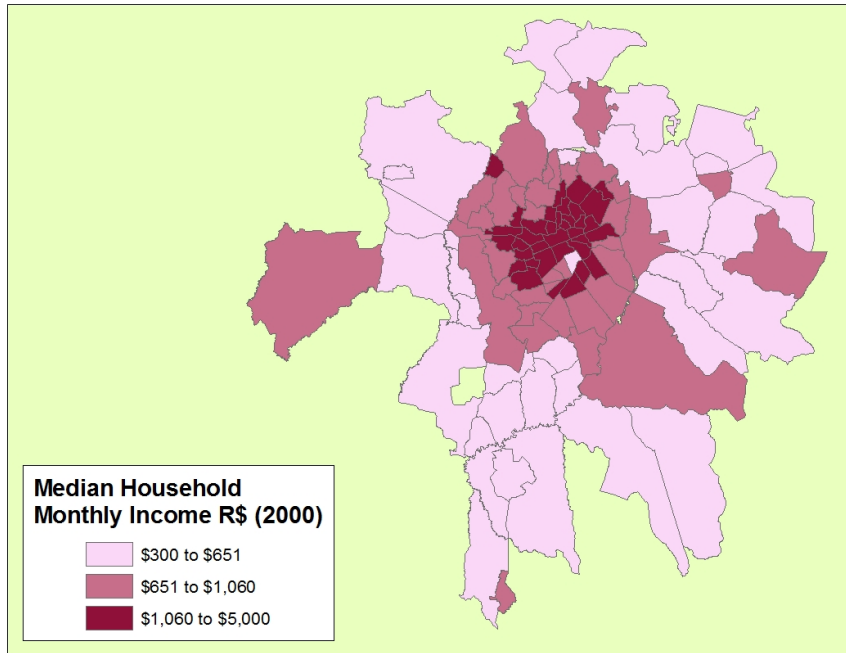 Median Household
Monthly Income R$ (2000)
$300 to $651
$651 to $1,060
$1,060 to $5,000